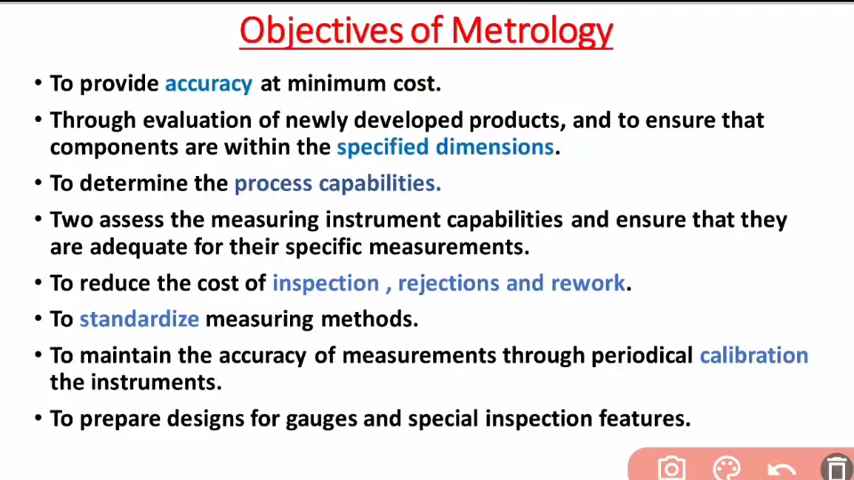 Objectives of Metrology
• To provide accuracy at minimum cost.
• Through evaluation of newly developed products, and to ensure that
components are within the specified dimensions.
• To determine the process capabilities.
• Two assess the measuring instrument capabilities and ensure that they
are adequate for their specific measurements.
• To reduce the cost of inspection , rejections and rework.
• To standardize measuring methods.
• To maintain the accuracy of measurements through periodical calibration
the instruments.
• To prepare designs for gauges and special inspection features.